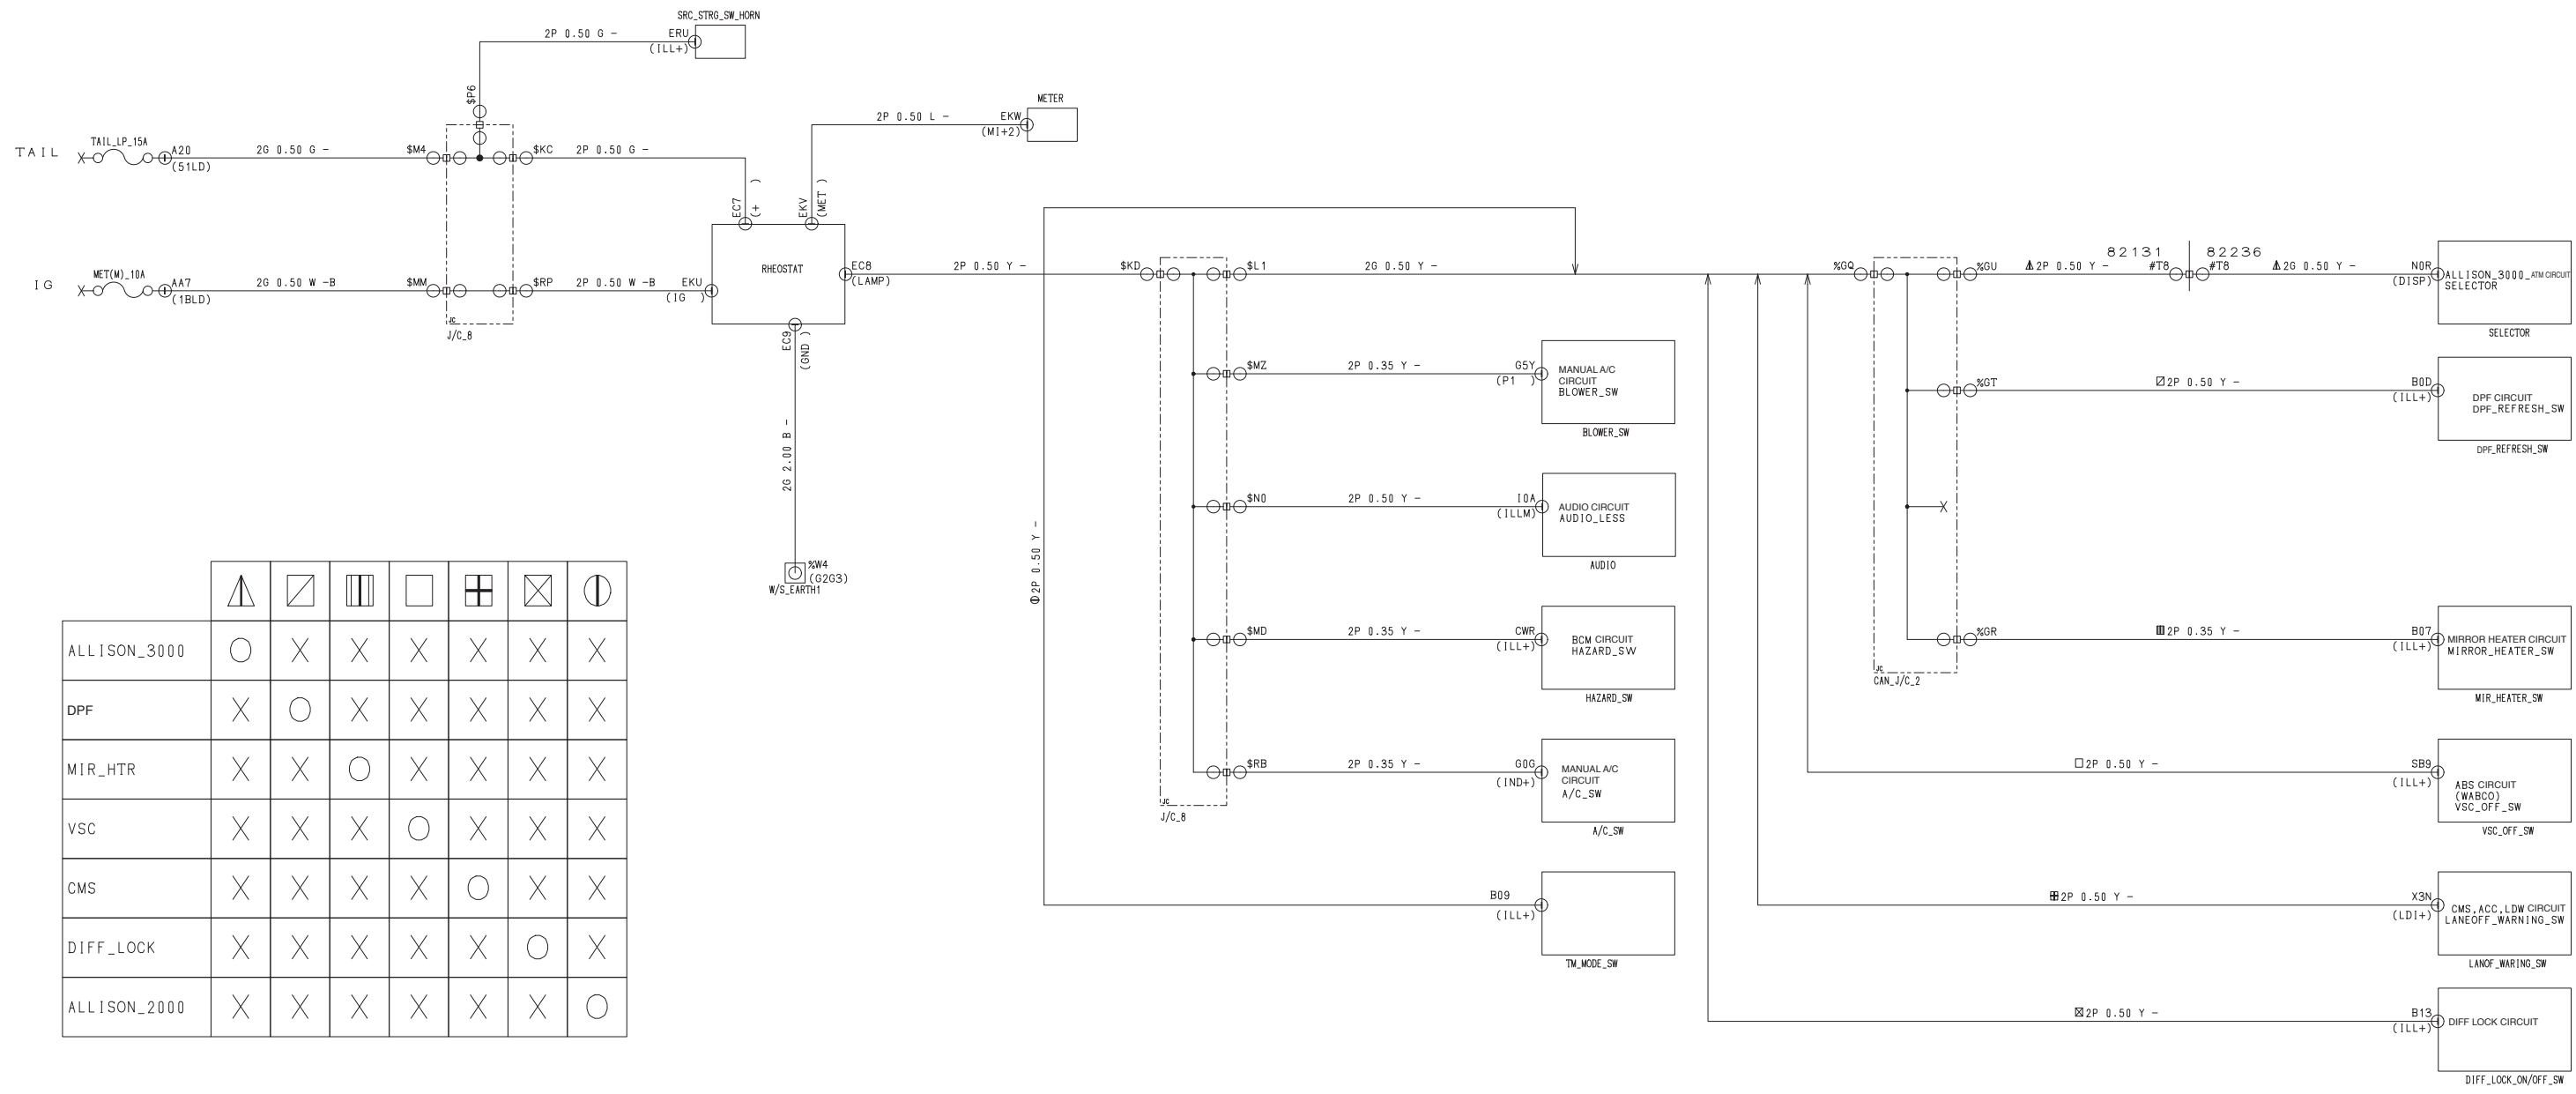 SRC_STRG_SW_HORN
2P 0.50 G -
ERU
(ILL+)
$P6
METER
2P 0.50 L -
EKW
(MI+2)
TAIL
TAIL_LP_15A
A20
(51LD)
2G 0.50 G -
$M4
$KC
2P 0.50 G -
EC7
(+ )
EKV
(MET )
IG
MET(M)_10A
AA7
(1BLD)
2G 0.50 W -B
$MM
$RP
2P 0.50 W -B
EKU
(IG )
JC
J/C_8
RHEOSTAT
EC8
(LAMP)
EC9
(GND )
2G 2.00 B -
%W4
(G2G3)
W/S_EARTH1
2P 0.50 Y -
$KD
$L1
2G 0.50 Y -
2P 0.50 Y -
$MZ
2P 0.35 Y -
G5Y
(P1 )
MANUAL A/C
CIRCUIT
BLOWER_SW
BLOWER_SW
$N0
2P 0.50 Y -
I0A
(ILLM)
AUDIO CIRCUIT
AUDIO_LESS
AUDIO
$MD
2P 0.35 Y -
CWR
(ILL+)
BCM CIRCUIT
HAZARD_SW
HAZARD_SW
$RB
2P 0.35 Y -
G0G
(IND+)
MANUAL A/C
CIRCUIT
A/C_SW
A/C_SW
JC
J/C_8
B09
(ILL+)
TM_MODE_SW
%GQ
%GU
2P 0.50 Y -
82131
82236
#T8
#T8
2G 0.50 Y -
N0R
(DISP)
ALLISON_3000_ATM CIRCUIT
SELECTOR
SELECTOR
%GT
2P 0.50 Y -
B0D
(ILL+)
DPF CIRCUIT
DPF_REFRESH_SW
DPF_REFRESH_SW
%GR
2P 0.35 Y -
B07
(ILL+)
MIRROR HEATER CIRCUIT
MIRROR_HEATER_SW
MIR_HEATER_SW
JC
CAN_J/C_2
2P 0.50 Y -
SB9
(ILL+)
ABS CIRCUIT
(WABCO)
VSC_OFF_SW
VSC_OFF_SW
2P 0.50 Y -
X3N
(LDI+)
CMS,ACC,LDW CIRCUIT
LANEOFF_WARNING_SW
LANOF_WARING_SW
2P 0.50 Y -
B13
(ILL+)
DIFF LOCK CIRCUIT
DIFF_LOCK_ON/OFF_SW
ALLISON_3000
DPF
MIR_HTR
VSC
CMS
DIFF_LOCK
ALLISON_2000